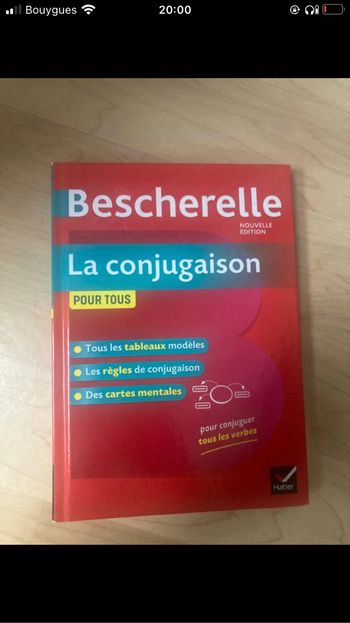 Bouygues
20:00
Bescherelle
NOUVELLE
ÉDITION
La conjugaison
POUR TOUS
Tous les tableaux modèles
Les règles de conjugaison
Des cartes mentales
pour conjuguer
tous les verbes
Hatier